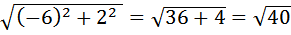 √((−6)² + 2²) = √(36 + 4) = √40